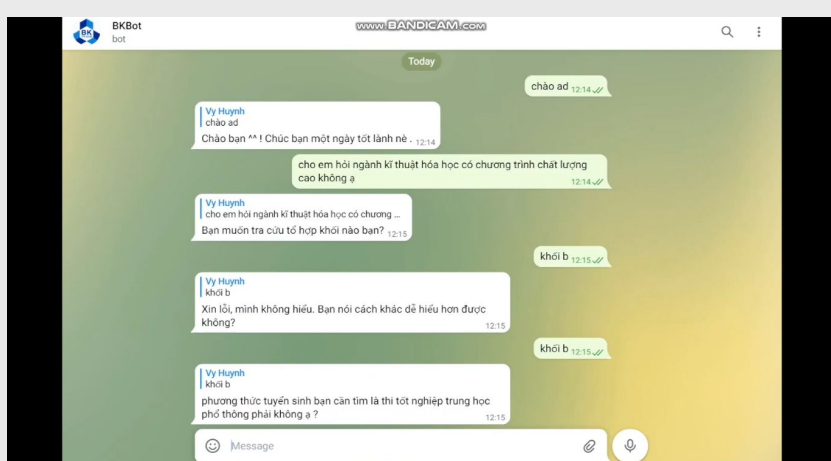 BKBot
bot
www.BANDICAM.com
BK
Today
chào ad 12:14
Vy Huynh
chào ad
Chào bạn ^^ ! Chúc bạn một ngày tốt lành nè . 12:14
cho em hỏi ngành kĩ thuật hóa học có chương trình chất lượng
cao không ạ
12:14
Vy Huynh
cho em hỏi ngành kĩ thuật hóa học có chương ...
Bạn muốn tra cứu tổ hợp khối nào bạn? 12:15
khối b 12:15
Vy Huynh
khối b
Xin lỗi, mình không hiểu. Bạn nói cách khác dễ hiểu hơn được
không?
12:15
khối b 12:15
Vy Huynh
khối b
phương thức tuyển sinh bạn cần tìm là thi tốt nghiệp trung học
phổ thông phải không ạ ?
12:15
Message